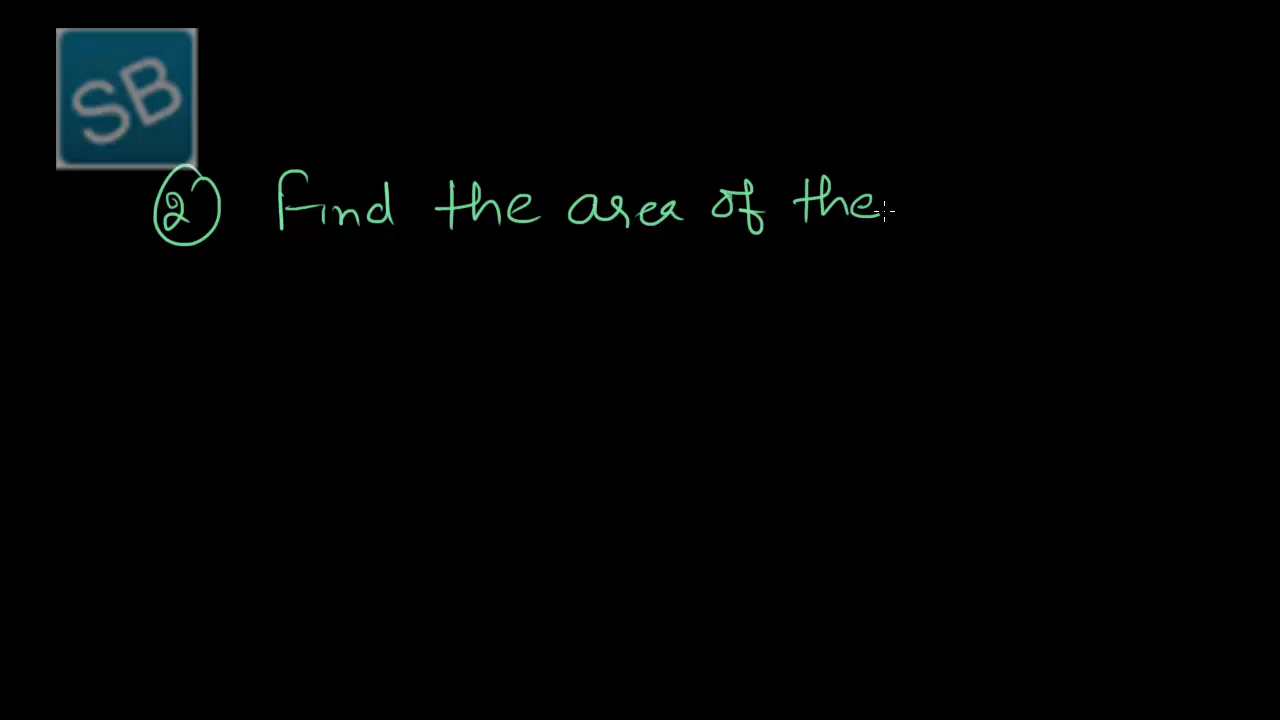 SB
② Find the area of the